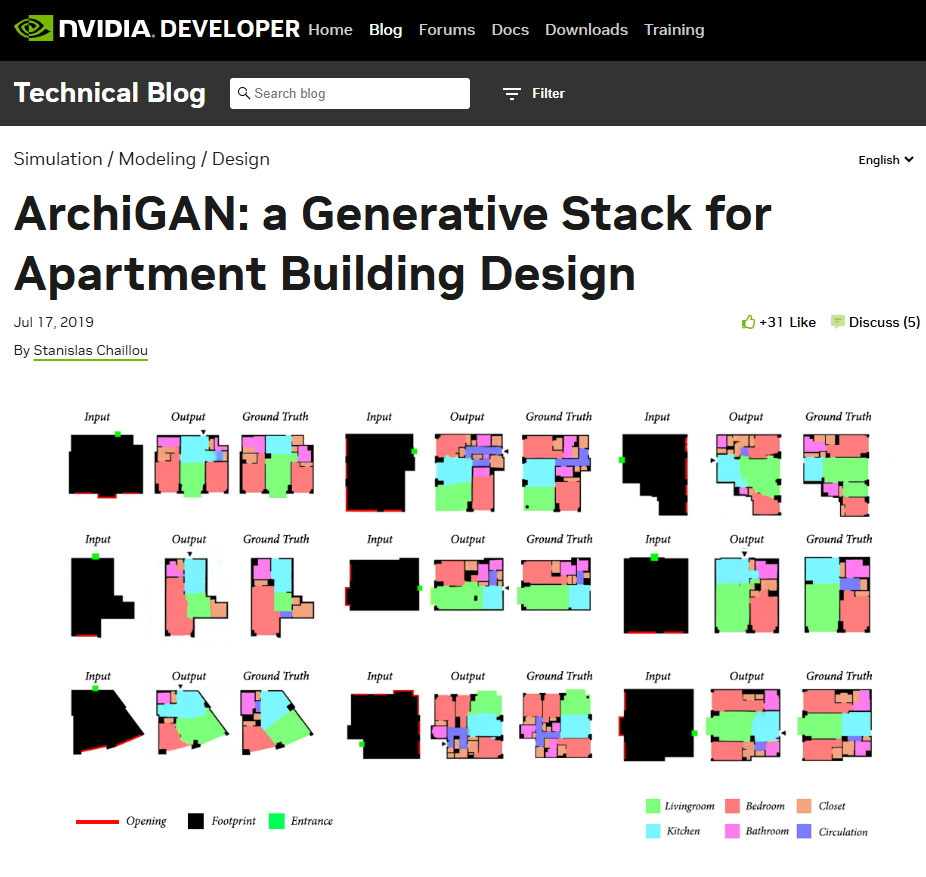 NVIDIA. DEVELOPER Home Blog Forums Docs Downloads Training
Technical Blog Search blog Filter
Simulation / Modeling / Design English
ArchiGAN: a Generative Stack for
Apartment Building Design
Jul 17, 2019 +31 Like Discuss (5)
By Stanislas Chaillou
Input Output Ground Truth Input Output Ground Truth Input Output Ground Truth
Input Output Ground Truth Input Output Ground Truth Input Output Ground Truth
Input Output Ground Truth Input Output Ground Truth Input Output Ground Truth
Livingroom Bedroom Closet
Opening Footprint Entrance
Kitchen Bathroom Circulation